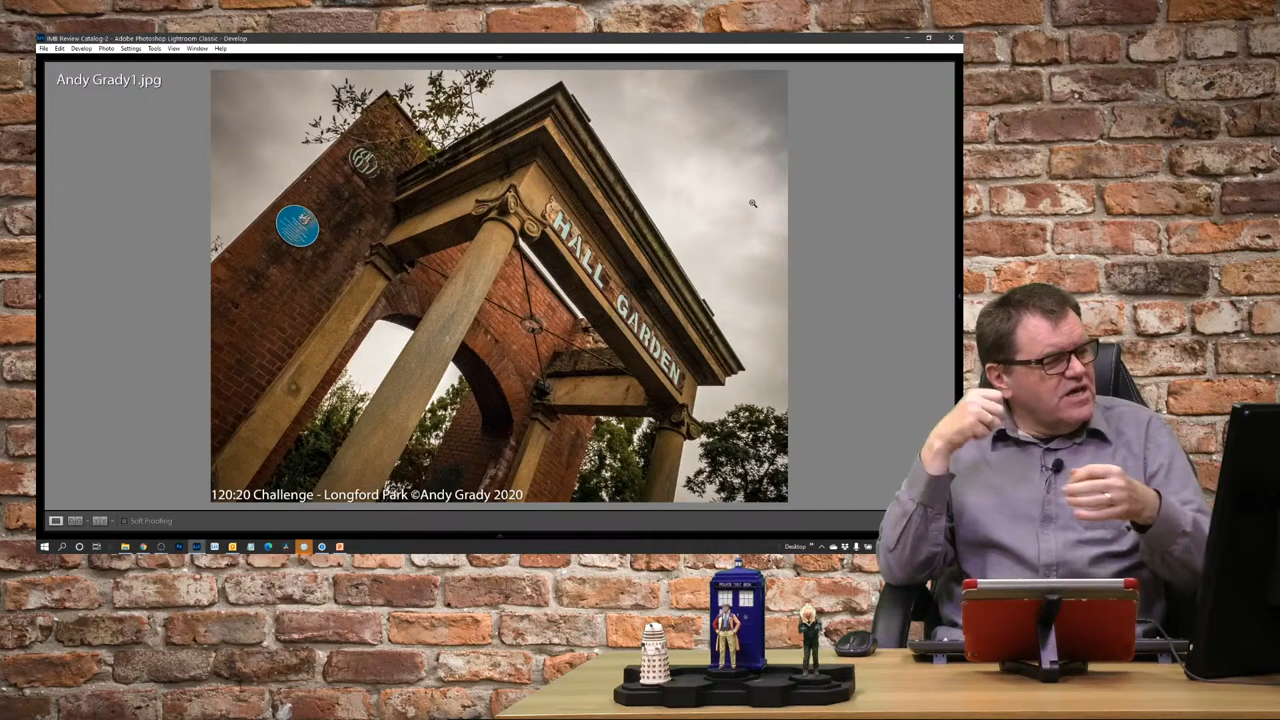 IMB Review Catalog-2 - Adobe Photoshop Lightroom Classic - Develop
File Edit Develop Photo Settings Tools View Window Help
Andy Grady1.jpg
HALL GARDEN
120:20 Challenge - Longford Park ©Andy Grady 2020
Soft Proofing
Desktop
POLICE BOX